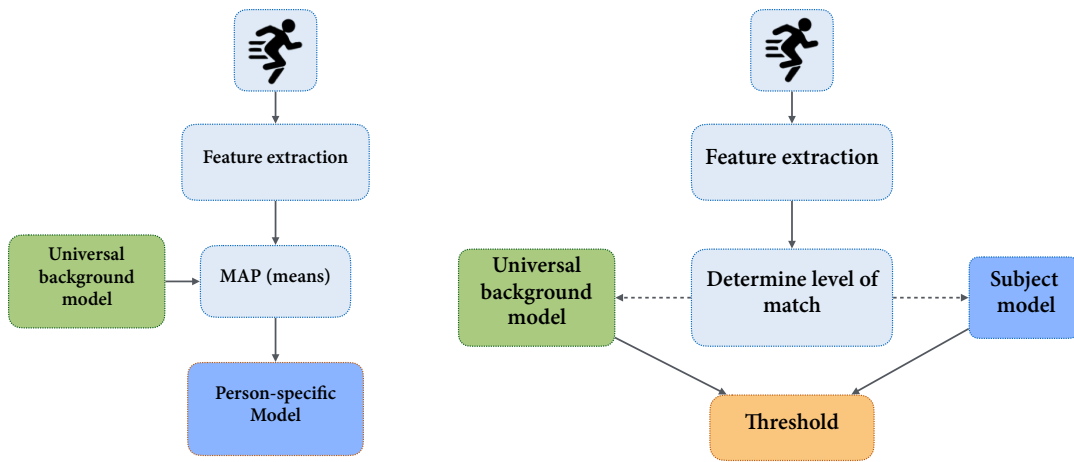 Feature extraction
Universal
background
model
MAP (means)
Person-specific
Model
Feature extraction
Universal
background
model
Determine level of
match
Subject
model
Threshold